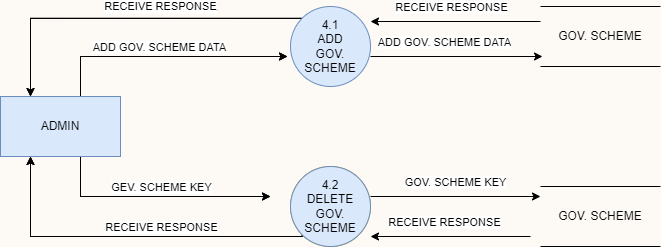 RECEIVE RESPONSE
RECEIVE RESPONSE
4.1
ADD
GOV.
SCHEME
GOV. SCHEME
ADD GOV. SCHEME DATA
ADD GOV. SCHEME DATA
ADMIN
GEV. SCHEME KEY
4.2
DELETE
GOV.
SCHEME
GOV. SCHEME KEY
GOV. SCHEME
RECEIVE RESPONSE
RECEIVE RESPONSE